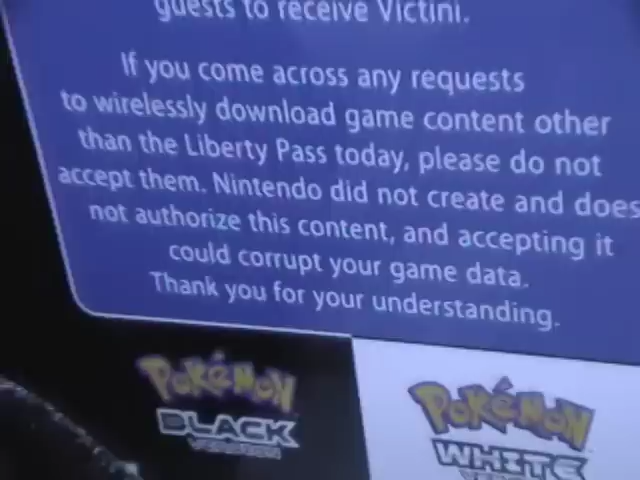 guests to receive Victini.
If you come across any requests
to wirelessly download game content other
than the Liberty Pass today, please do not
accept them. Nintendo did not create and does
not authorize this content, and accepting it
could corrupt your game data.
Thank you for your understanding.
Pokémon
BLACK
VERSION
Pokémon
WHITE
VERSION